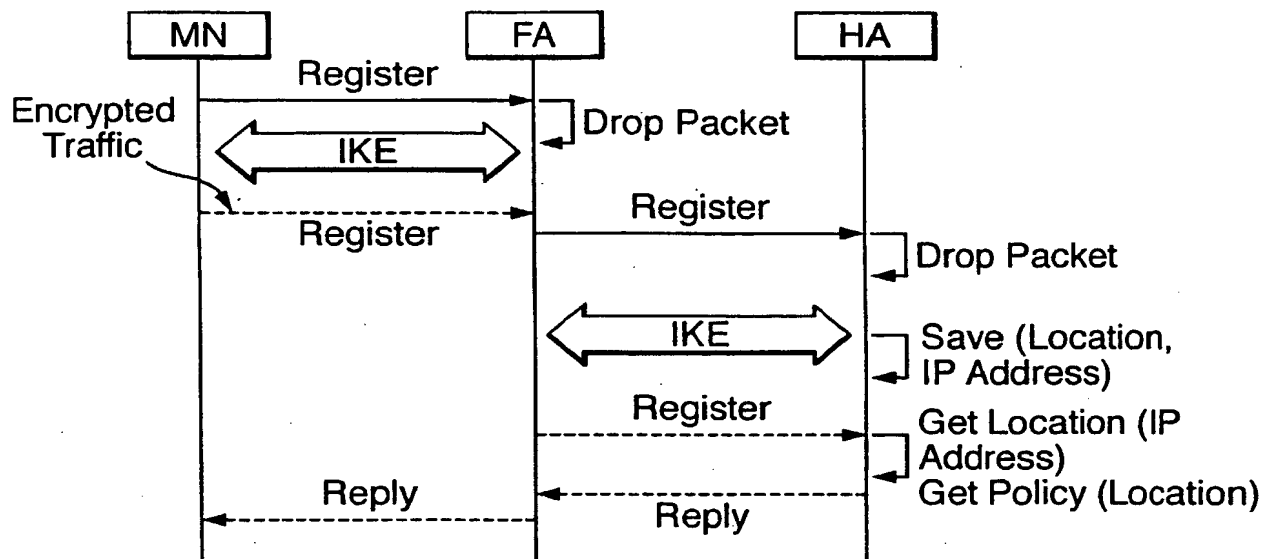 MN
FA
HA
Register
Encrypted
Traffic
Drop Packet
IKE
Register
Register
Drop Packet
IKE
Save (Location,
IP Address)
Register
Get Location (IP
Address)
Get Policy (Location)
Reply
Reply